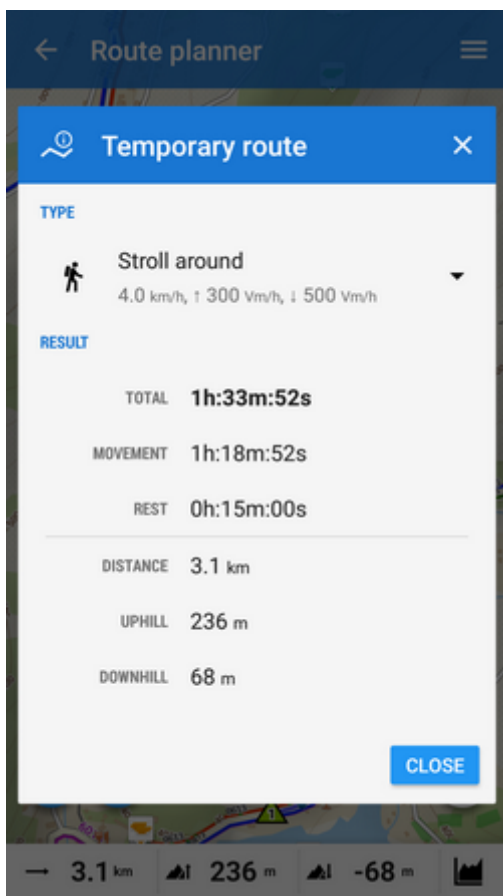 Route planner
Temporary route
TYPE
Stroll around
4.0 km/h, ↑ 300 Vm/h, ↓ 500 Vm/h
RESULT
TOTAL 1h:33m:52s
MOVEMENT 1h:18m:52s
REST 0h:15m:00s
DISTANCE 3.1 km
UPHILL 236 m
DOWNHILL 68 m
CLOSE
1
3.1 km 236 m -68 m